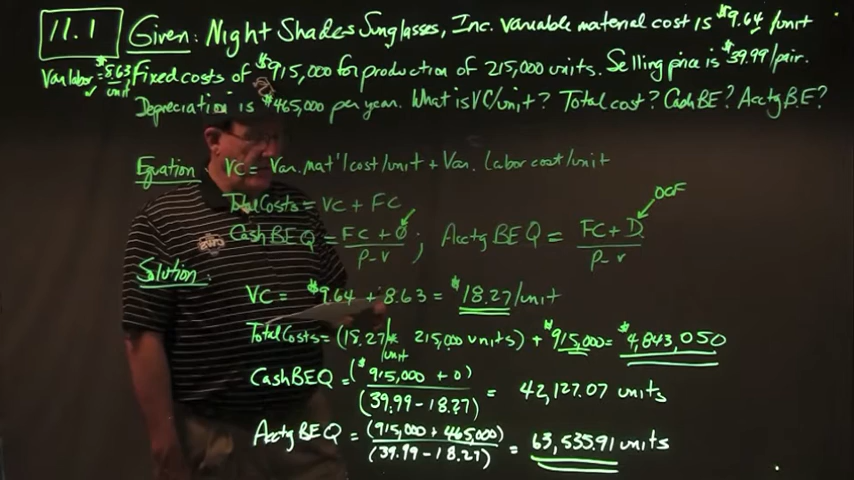 11.1 Given: Night Shades Sunglasses, Inc. variable material cost is $9.64/unit
Var labor = $8.63/unit, Fixed costs of $915,000 for production of 215,000 units. Selling price is $39.99/pair.
Depreciation is $465,000 per year. What is VC/unit? Total cost? Cash BE? Acctg B.E?
Equation: VC = Var. mat'l cost/unit + Var. labor cost/unit
Total Costs = VC + FC
OCF
Cash BEQ = FC + 0 / P - v ; Acctg BEQ = FC + D / P - v
Solution:
VC = $9.64 + 8.63 = $18.27/unit
Total Costs = (18.27/unit * 215,000 units) + $915,000 = $4,843,050
Cash BEQ = ($915,000 + 0) / (39.99 - 18.27) = 42,127.07 units
Acctg BEQ = (915,000 + 465,000) / (39.99 - 18.27) = 63,535.91 units